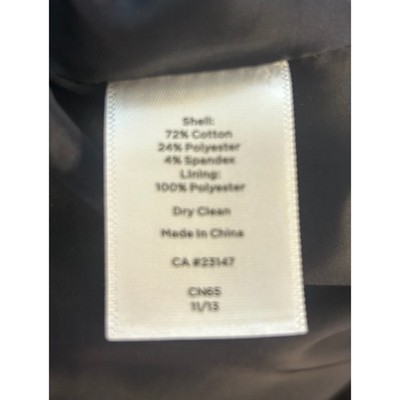 Shell:
72% Cotton
24% Polyester
4% Spandex
Lining:
100% Polyester
Dry Clean
Made In China
CA #23147
CN65
11/13